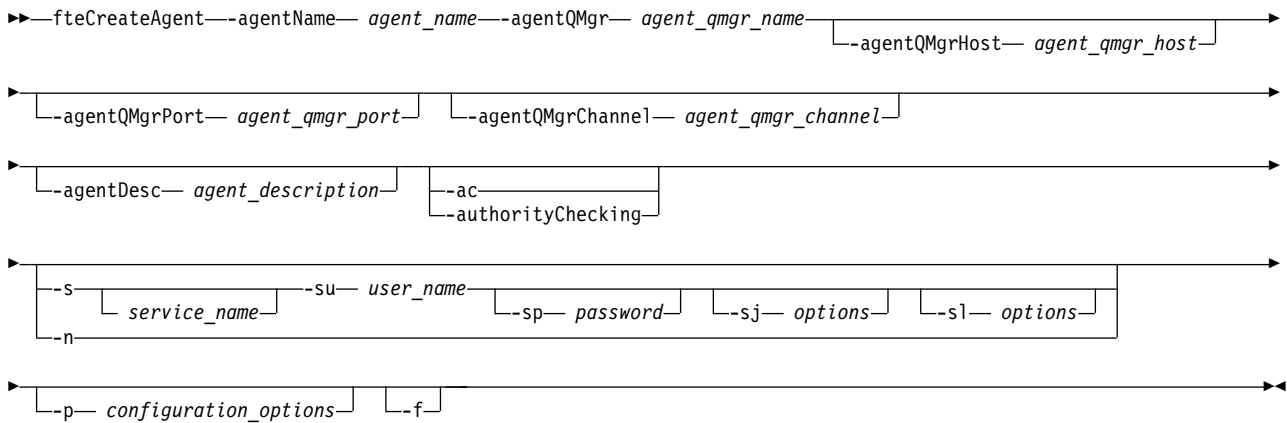 fteCreateAgent -agentName agent_name -agentQMgr agent_qmgr_name
-agentQMgrHost agent_qmgr_host
-agentQMgrPort agent_qmgr_port -agentQMgrChannel agent_qmgr_channel
-agentDesc agent_description -ac
-authorityChecking
-s -su user_name
service_name -sp password -sj options -sl options
-n
-p configuration_options -f